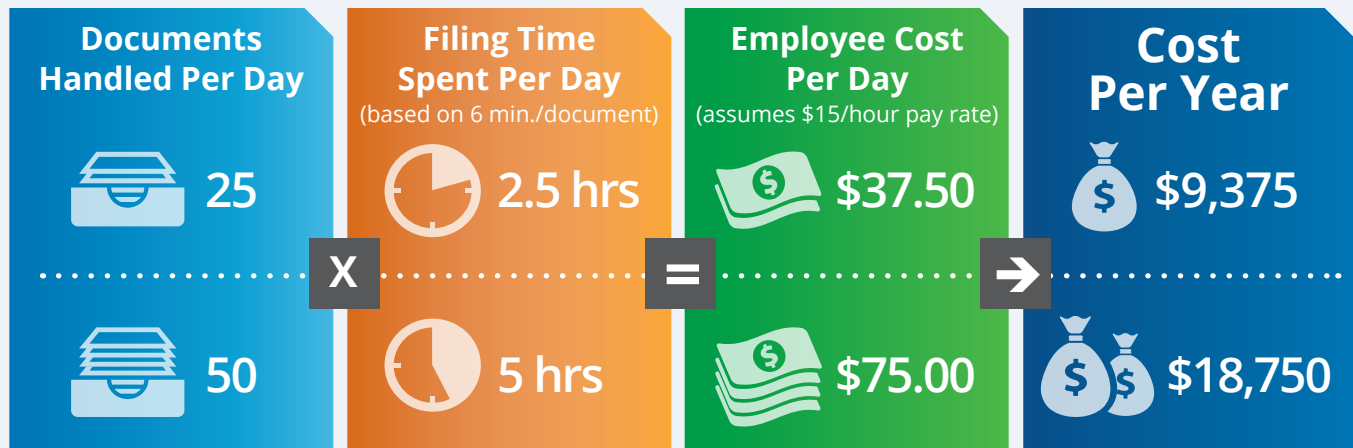 Documents
Handled Per Day
25
50
X
Filing Time
Spent Per Day
(based on 6 min./document)
2.5 hrs
5 hrs
=
Employee Cost
Per Day
(assumes $15/hour pay rate)
$
$37.50
$
$75.00
Cost
Per Year
$
$9,375
$
$
$18,750